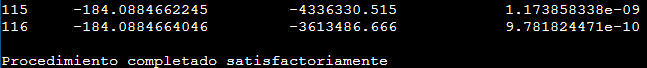 115 -184.0884662245 -4336330.515 1.173858338e-09
116 -184.0884664046 -3613486.666 9.781824471e-10
Procedimiento completado satisfactoriamente